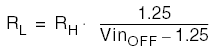 R_L = R_H · 1.25 / (Vin_OFF – 1.25)